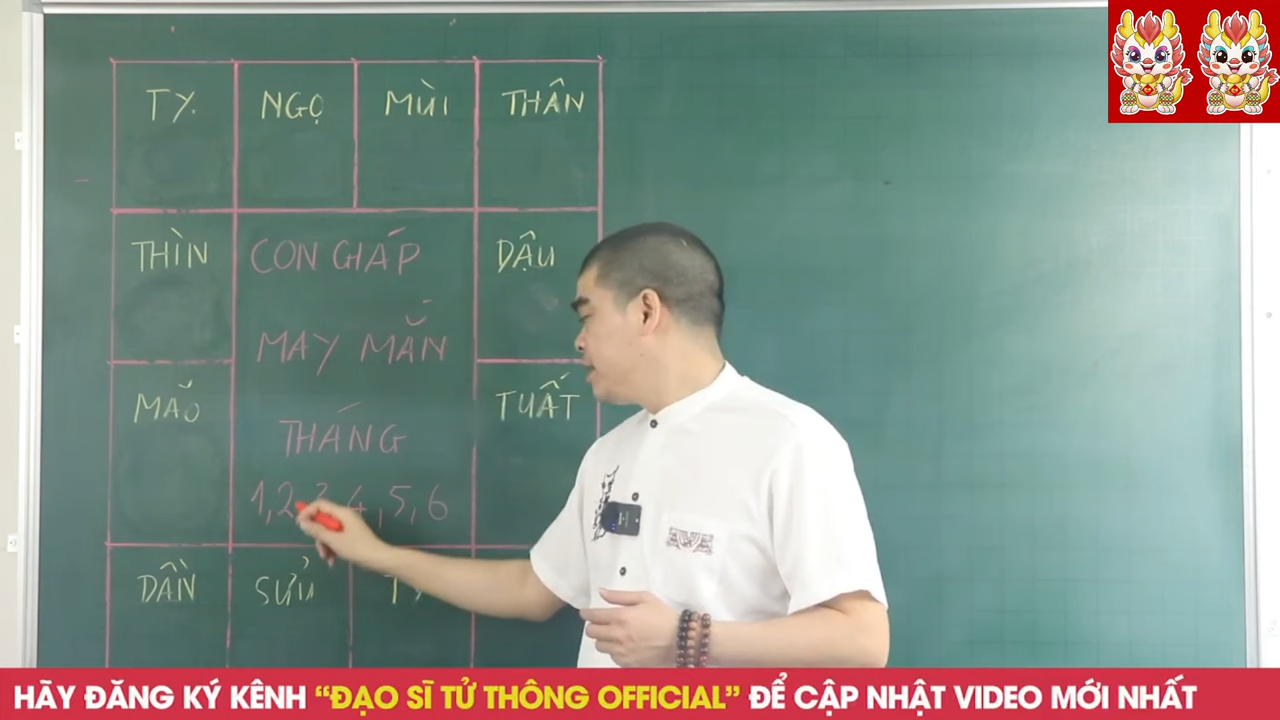 TỴ. NGỌ MÙI THÂN
THÌN CON GIÁP DẬU
MAY MẮN
MÃO THÁNG TUẤT
1,2,3,4,5,6
DẦN SỬU
HÃY ĐĂNG KÝ KÊNH “ĐẠO SĨ TỬ THÔNG OFFICIAL” ĐỂ CẬP NHẬT VIDEO MỚI NHẤT